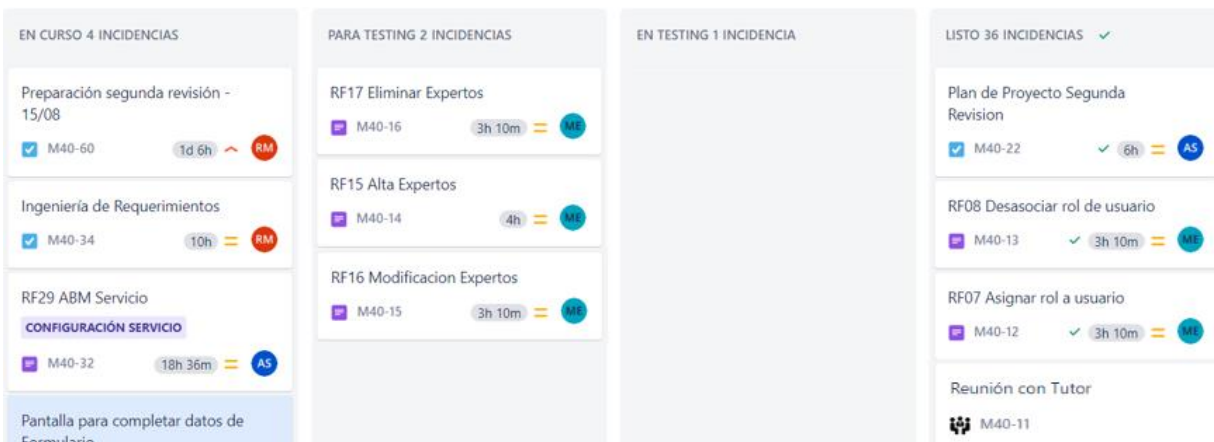 EN CURSO 4 INCIDENCIAS
Preparación segunda revisión -
15/08
M40-60 1d 6h RM
Ingeniería de Requerimientos
M40-34 10h RM
RF29 ABM Servicio
CONFIGURACIÓN SERVICIO
M40-32 18h 36m AS
Pantalla para completar datos de
Formulario
PARA TESTING 2 INCIDENCIAS
RF17 Eliminar Expertos
M40-16 3h 10m ME
RF15 Alta Expertos
M40-14 4h ME
RF16 Modificacion Expertos
M40-15 3h 10m ME
EN TESTING 1 INCIDENCIA
LISTO 36 INCIDENCIAS
Plan de Proyecto Segunda
Revision
M40-22 6h AS
RF08 Desasociar rol de usuario
M40-13 3h 10m ME
RF07 Asignar rol a usuario
M40-12 3h 10m ME
Reunión con Tutor
M40-11